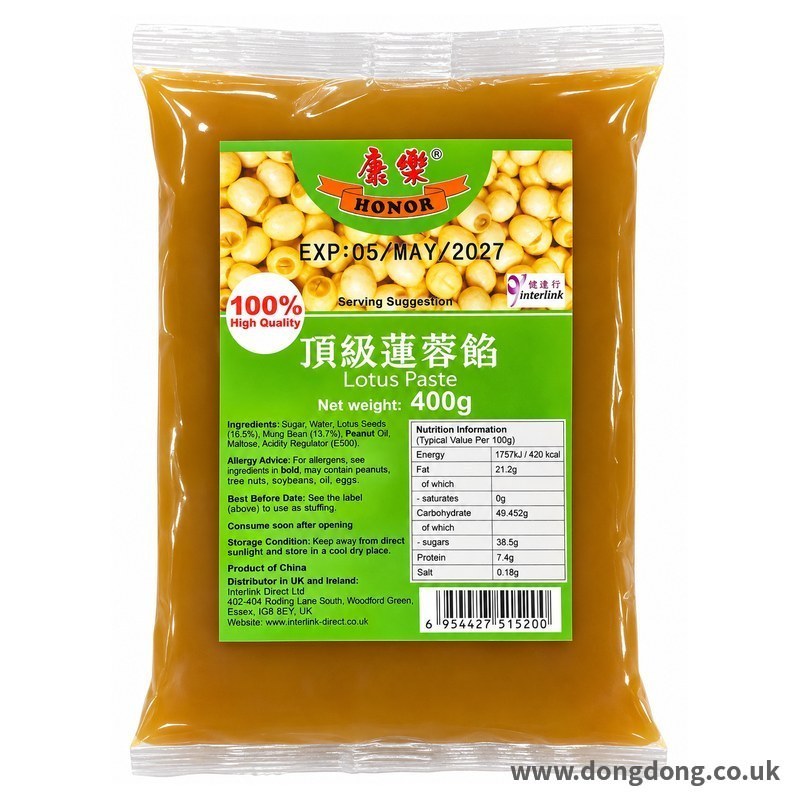 康樂®
HONOR
EXP:05/MAY/2027
健達行
interlink
Serving Suggestion
100%
High Quality
頂級蓮蓉餡
Lotus Paste
Net weight: 400g
Ingredients: Sugar, Water, Lotus Seeds
(16.5%), Mung Bean (13.7%), Peanut Oil,
Maltose, Acidity Regulator (E500).
Allergy Advice: For allergens, see
ingredients in bold, may contain peanuts,
tree nuts, soybeans, oil, eggs.
Best Before Date: See the label
(above) to use as stuffing.
Consume soon after opening
Storage Condition: Keep away from direct
sunlight and store in a cool dry place.
Product of China
Distributor in UK and Ireland:
Interlink Direct Ltd
402-404 Roding Lane South, Woodford Green,
Essex, IG8 8EY, UK
Website: www.interlink-direct.co.uk
Nutrition Information
(Typical Value Per 100g)
Energy 1757kJ / 420 kcal
Fat 21.2g
of which
- saturates 0g
Carbohydrate 49.452g
of which
- sugars 38.5g
Protein 7.4g
Salt 0.18g
6 954427 515200
www.dongdong.co.uk